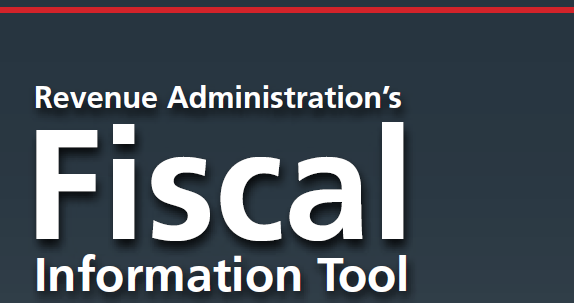 Revenue Administration’s
Fiscal
Information Tool